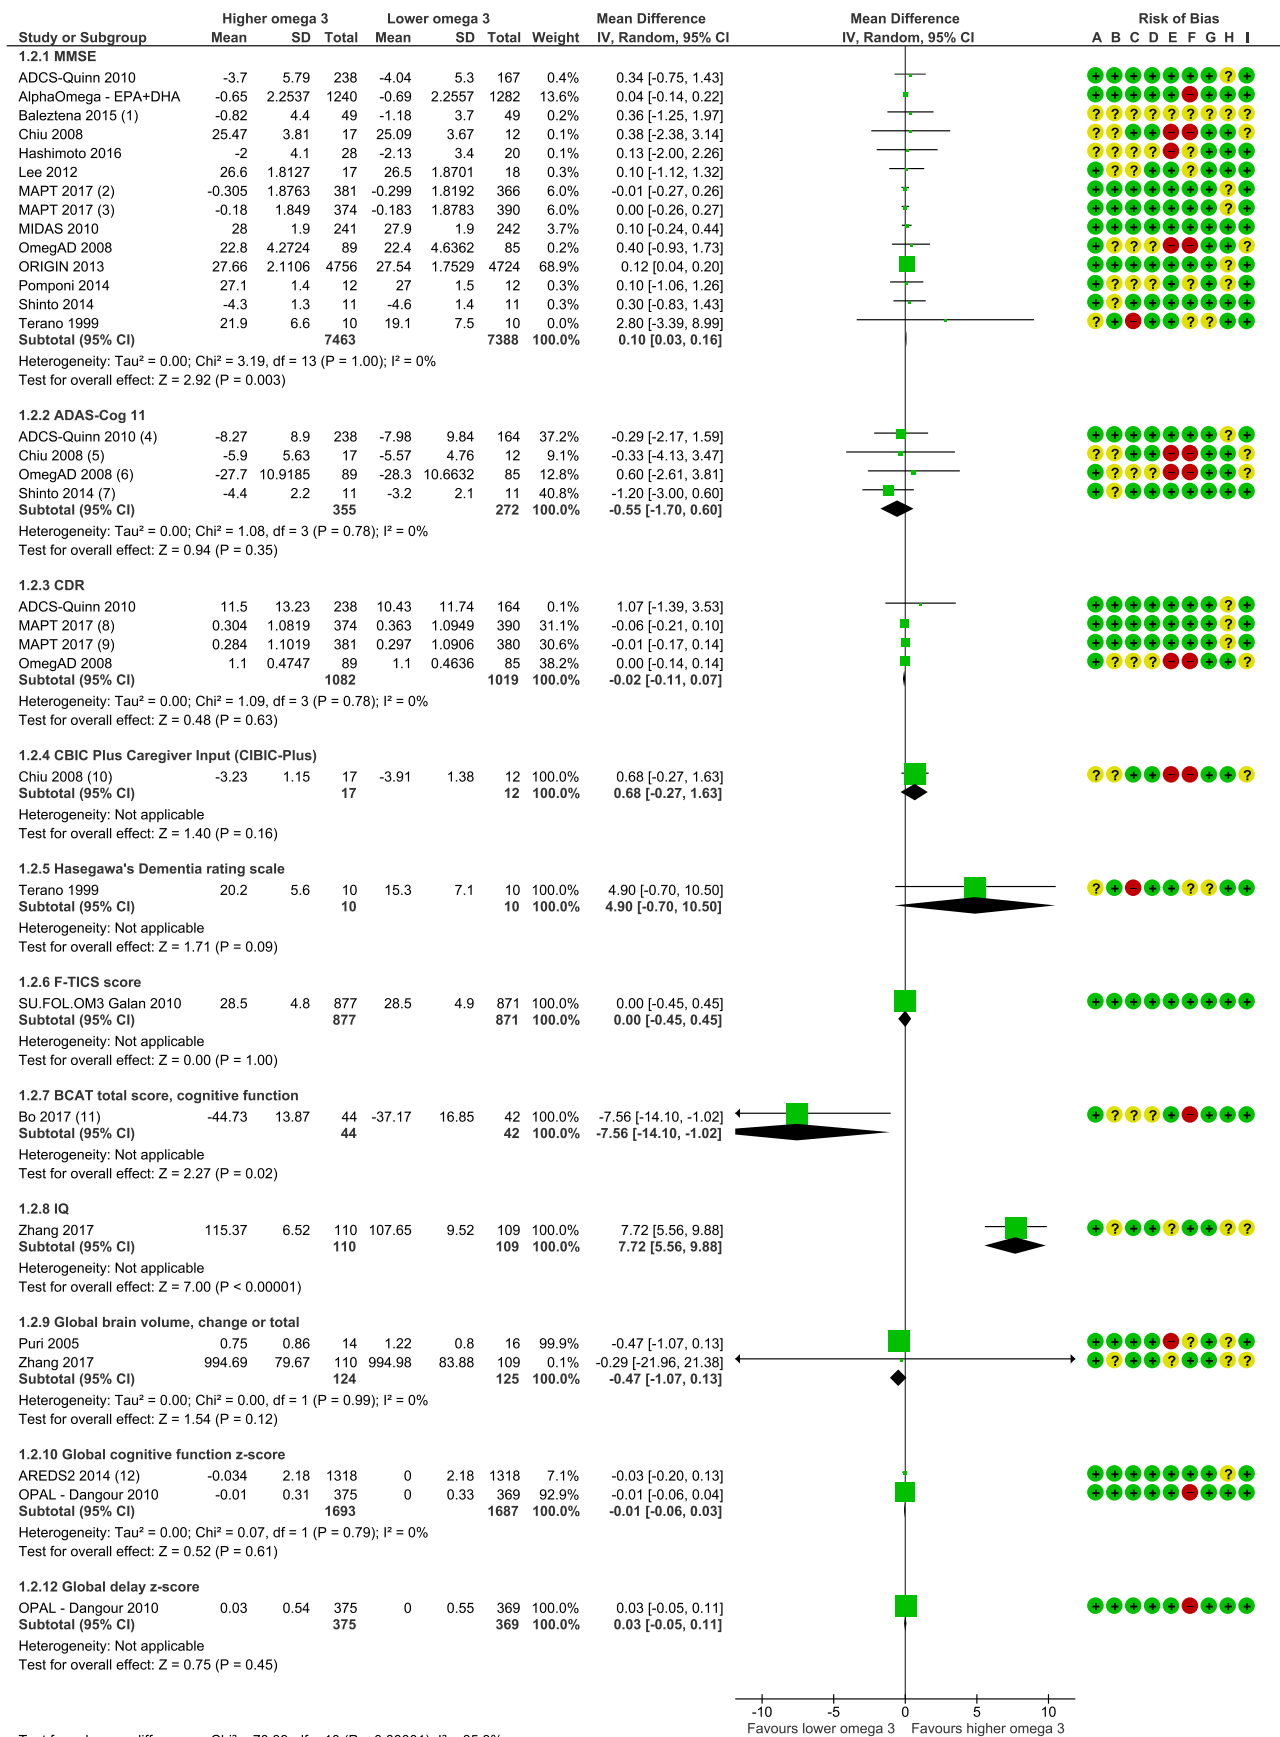 Higher omega 3 Lower omega 3 Mean Difference Mean Difference Risk of Bias
Study or Subgroup Mean SD Total Mean SD Total Weight IV, Random, 95% CI IV, Random, 95% CI A B C D E F G H I
1.2.1 MMSE
ADCS-Quinn 2010 -3.7 5.79 238 -4.04 5.3 167 0.4% 0.34 [-0.75, 1.43] + + + + + + + ? +
AlphaOmega - EPA+DHA -0.65 2.2537 1240 -0.69 2.2557 1282 13.6% 0.04 [-0.14, 0.22] + + + + + - + + +
Baleztena 2015 (1) -0.82 4.4 49 -1.18 3.7 49 0.2% 0.36 [-1.25, 1.97] ? ? ? ? ? ? ? ? ?
Chiu 2008 25.47 3.81 17 25.09 3.67 12 0.1% 0.38 [-2.38, 3.14] ? ? + + - - + + ?
Hashimoto 2016 -2 4.1 28 -2.13 3.4 20 0.1% 0.13 [-2.00, 2.26] ? ? ? ? - ? + + +
Lee 2012 26.6 1.8127 17 26.5 1.8701 18 0.3% 0.10 [-1.12, 1.32] + + ? ? + ? + + +
MAPT 2017 (2) -0.305 1.8763 381 -0.299 1.8192 366 6.0% -0.01 [-0.27, 0.26] + + + + + + + ? +
MAPT 2017 (3) -0.18 1.849 374 -0.183 1.8783 390 6.0% 0.00 [-0.26, 0.27] + + + + + + + ? +
MIDAS 2010 28 1.9 241 27.9 1.9 242 3.7% 0.10 [-0.24, 0.44] + + + + + + + + +
OmegAD 2008 22.8 4.2724 89 22.4 4.6362 85 0.2% 0.40 [-0.93, 1.73] + ? ? ? - - + + ?
ORIGIN 2013 27.66 2.1106 4756 27.54 1.7529 4724 68.9% 0.12 [0.04, 0.20] + + + + + + + ? +
Pomponi 2014 27.1 1.4 12 27 1.5 12 0.3% 0.10 [-1.06, 1.26] + + ? ? + ? + ? +
Shinto 2014 -4.3 1.3 11 -4.6 1.4 11 0.3% 0.30 [-0.83, 1.43] + ? + + + + + + +
Terano 1999 21.9 6.6 10 19.1 7.5 10 0.0% 2.80 [-3.39, 8.99] ? + - + + ? ? + +
Subtotal (95% CI) 7463 7388 100.0% 0.10 [0.03, 0.16]
Heterogeneity: Tau² = 0.00; Chi² = 3.19, df = 13 (P = 1.00); I² = 0%
Test for overall effect: Z = 2.92 (P = 0.003)
1.2.2 ADAS-Cog 11
ADCS-Quinn 2010 (4) -8.27 8.9 238 -7.98 9.84 164 37.2% -0.29 [-2.17, 1.59] + + + + + + + ? +
Chiu 2008 (5) -5.9 5.63 17 -5.57 4.76 12 9.1% -0.33 [-4.13, 3.47] ? ? + + - - + + ?
OmegAD 2008 (6) -27.7 10.9185 89 -28.3 10.6632 85 12.8% 0.60 [-2.61, 3.81] + ? ? ? - - + + ?
Shinto 2014 (7) -4.4 2.2 11 -3.2 2.1 11 40.8% -1.20 [-3.00, 0.60] + ? + + + + + + +
Subtotal (95% CI) 355 272 100.0% -0.55 [-1.70, 0.60]
Heterogeneity: Tau² = 0.00; Chi² = 1.08, df = 3 (P = 0.78); I² = 0%
Test for overall effect: Z = 0.94 (P = 0.35)
1.2.3 CDR
ADCS-Quinn 2010 11.5 13.23 238 10.43 11.74 164 0.1% 1.07 [-1.39, 3.53] + + + + + + + ? +
MAPT 2017 (8) 0.304 1.0819 374 0.363 1.0949 390 31.1% -0.06 [-0.21, 0.10] + + + + + + + ? +
MAPT 2017 (9) 0.284 1.1019 381 0.297 1.0906 380 30.6% -0.01 [-0.17, 0.14] + + + + + + + ? +
OmegAD 2008 1.1 0.4747 89 1.1 0.4636 85 38.2% 0.00 [-0.14, 0.14] + ? ? ? - - + + ?
Subtotal (95% CI) 1082 1019 100.0% -0.02 [-0.11, 0.07]
Heterogeneity: Tau² = 0.00; Chi² = 1.09, df = 3 (P = 0.78); I² = 0%
Test for overall effect: Z = 0.48 (P = 0.63)
1.2.4 CBIC Plus Caregiver Input (CIBIC-Plus)
Chiu 2008 (10) -3.23 1.15 17 -3.91 1.38 12 100.0% 0.68 [-0.27, 1.63] ? ? + + - - + + ?
Subtotal (95% CI) 17 12 100.0% 0.68 [-0.27, 1.63]
Heterogeneity: Not applicable
Test for overall effect: Z = 1.40 (P = 0.16)
1.2.5 Hasegawa's Dementia rating scale
Terano 1999 20.2 5.6 10 15.3 7.1 10 100.0% 4.90 [-0.70, 10.50] ? + - + + ? ? + +
Subtotal (95% CI) 10 10 100.0% 4.90 [-0.70, 10.50]
Heterogeneity: Not applicable
Test for overall effect: Z = 1.71 (P = 0.09)
1.2.6 F-TICS score
SU.FOL.OM3 Galan 2010 28.5 4.8 877 28.5 4.9 871 100.0% 0.00 [-0.45, 0.45] + + + + + + + + +
Subtotal (95% CI) 877 871 100.0% 0.00 [-0.45, 0.45]
Heterogeneity: Not applicable
Test for overall effect: Z = 0.00 (P = 1.00)
1.2.7 BCAT total score, cognitive function
Bo 2017 (11) -44.73 13.87 44 -37.17 16.85 42 100.0% -7.56 [-14.10, -1.02] + ? ? ? + - + + +
Subtotal (95% CI) 44 42 100.0% -7.56 [-14.10, -1.02]
Heterogeneity: Not applicable
Test for overall effect: Z = 2.27 (P = 0.02)
1.2.8 IQ
Zhang 2017 115.37 6.52 110 107.65 9.52 109 100.0% 7.72 [5.56, 9.88] + ? + + ? + + ? ?
Subtotal (95% CI) 110 109 100.0% 7.72 [5.56, 9.88]
Heterogeneity: Not applicable
Test for overall effect: Z = 7.00 (P < 0.00001)
1.2.9 Global brain volume, change or total
Puri 2005 0.75 0.86 14 1.22 0.8 16 99.9% -0.47 [-1.07, 0.13] + + + + - ? + ? +
Zhang 2017 994.69 79.67 110 994.98 83.88 109 0.1% -0.29 [-21.96, 21.38] + ? + + ? + + ? ?
Subtotal (95% CI) 124 125 100.0% -0.47 [-1.07, 0.13]
Heterogeneity: Tau² = 0.00; Chi² = 0.00, df = 1 (P = 0.99); I² = 0%
Test for overall effect: Z = 1.54 (P = 0.12)
1.2.10 Global cognitive function z-score
AREDS2 2014 (12) -0.034 2.18 1318 0 2.18 1318 7.1% -0.03 [-0.20, 0.13] + + + + + + + ? +
OPAL - Dangour 2010 -0.01 0.31 375 0 0.33 369 92.9% -0.01 [-0.06, 0.04] + + + + + - + + +
Subtotal (95% CI) 1693 1687 100.0% -0.01 [-0.06, 0.03]
Heterogeneity: Tau² = 0.00; Chi² = 0.07, df = 1 (P = 0.79); I² = 0%
Test for overall effect: Z = 0.52 (P = 0.61)
1.2.12 Global delay z-score
OPAL - Dangour 2010 0.03 0.54 375 0 0.55 369 100.0% 0.03 [-0.05, 0.11] + + + + + - + + +
Subtotal (95% CI) 375 369 100.0% 0.03 [-0.05, 0.11]
Heterogeneity: Not applicable
Test for overall effect: Z = 0.75 (P = 0.45)
-10 -5 0 5 10
Favours lower omega 3 Favours higher omega 3